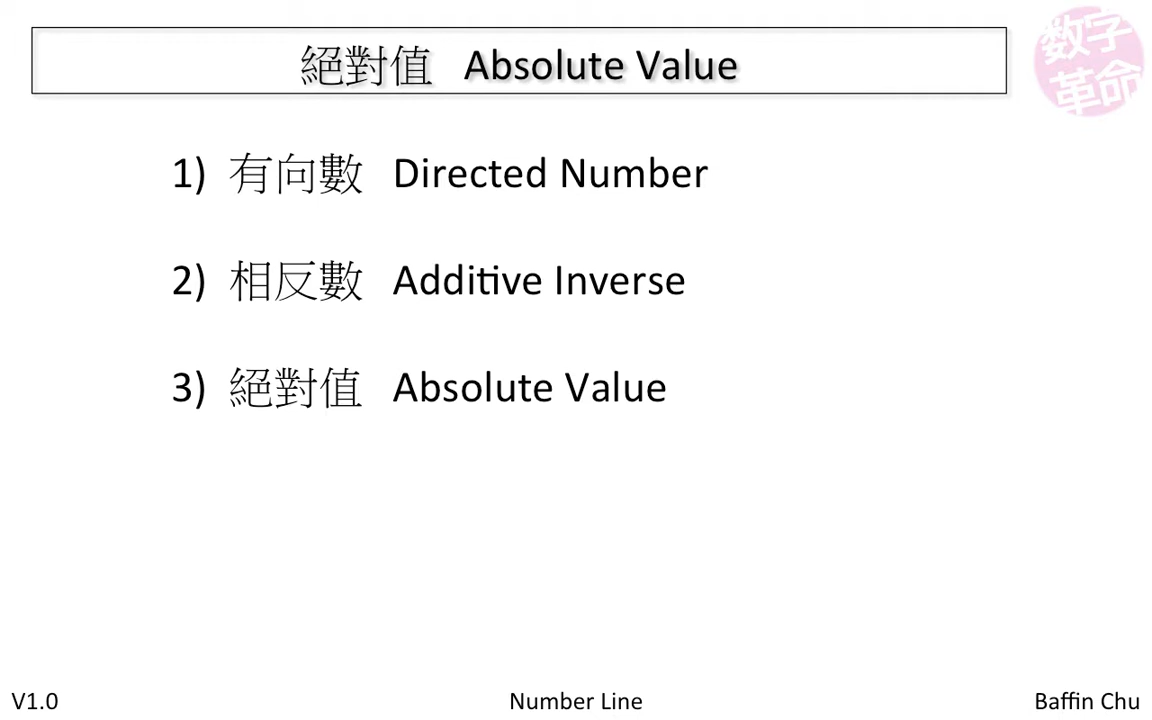 絕對值 Absolute Value
数字
革命
1) 有向數 Directed Number
2) 相反數 Additive Inverse
3) 絕對值 Absolute Value
V1.0 Number Line Baffin Chu